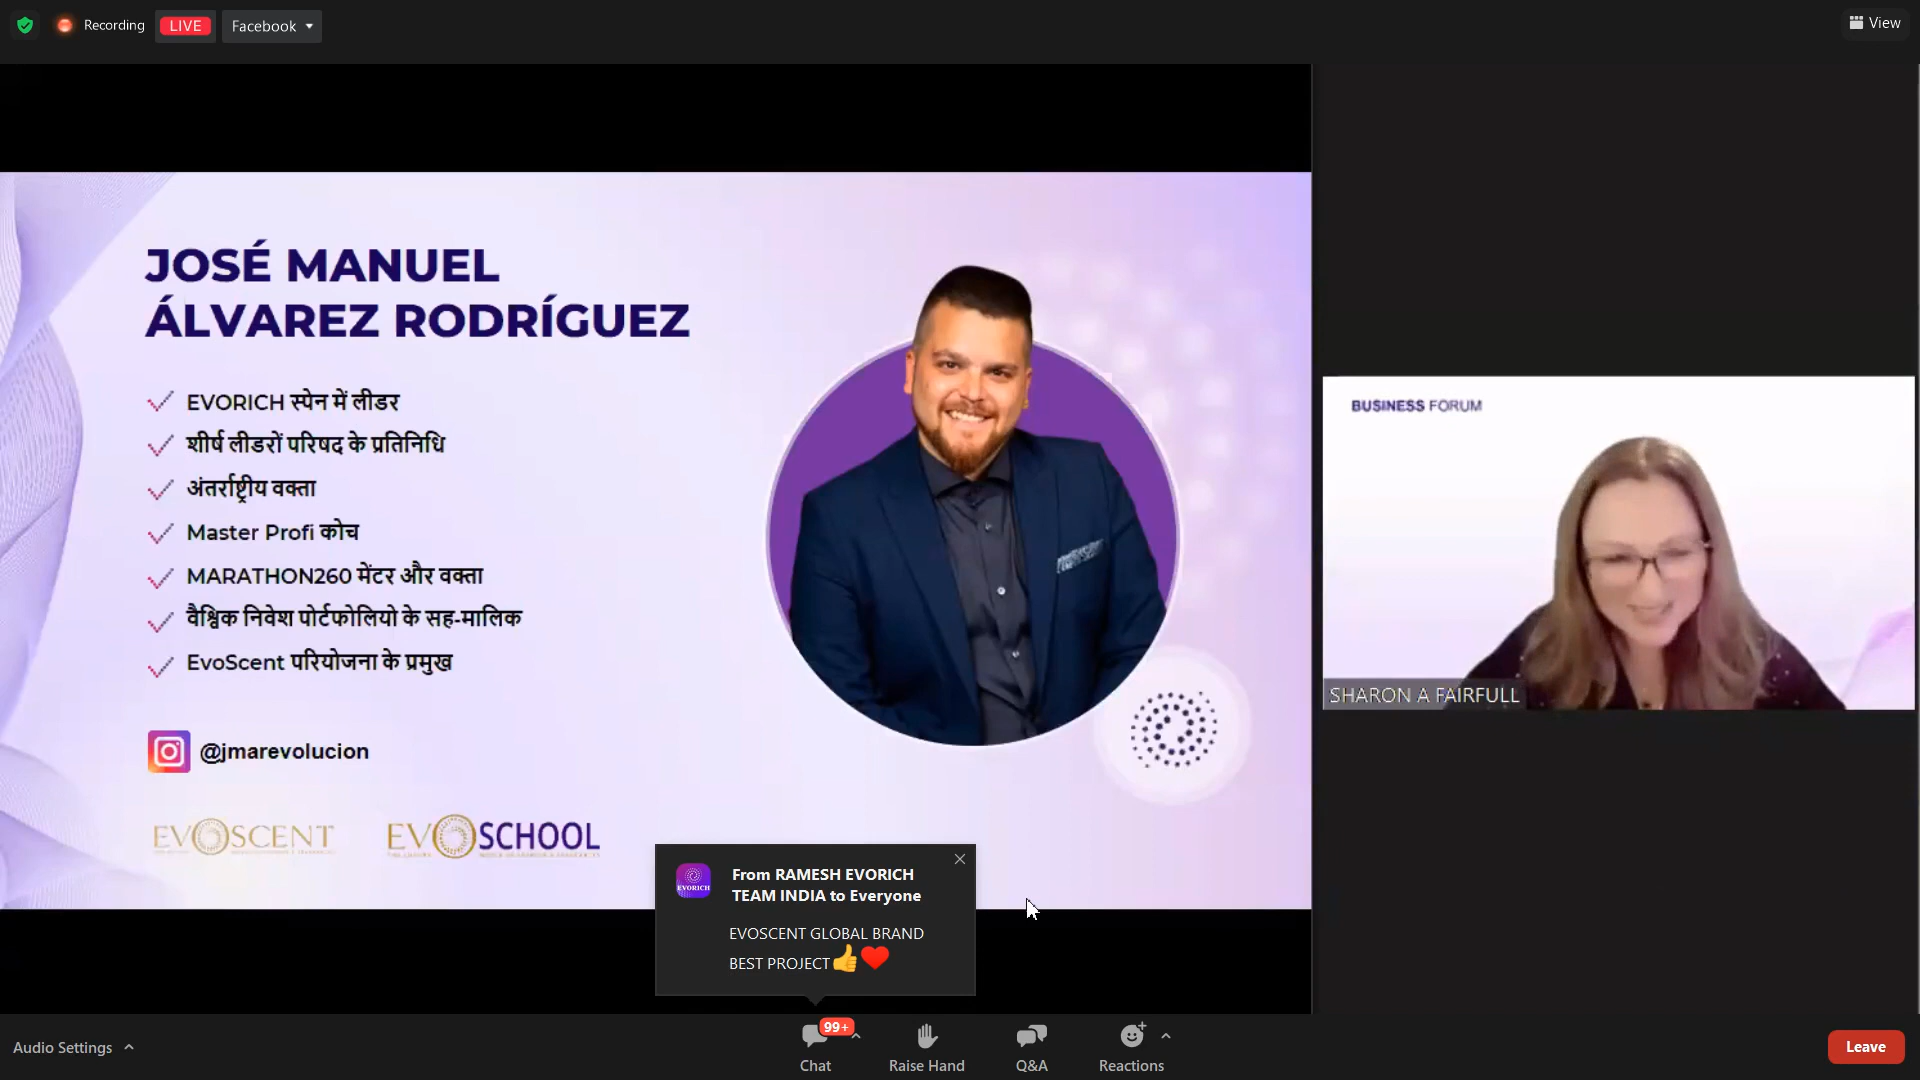 Recording
LIVE
Facebook
View
JOSÉ MANUEL
ÁLVAREZ RODRÍGUEZ
EVORICH स्पेन में लीडर
शीर्ष लीडरों परिषद के प्रतिनिधि
अंतर्राष्ट्रीय वक्ता
Master Profi कोच
MARATHON260 मेंटर और वक्ता
वैश्विक निवेश पोर्टफोलियो के सह-मालिक
EvoScent परियोजना के प्रमुख
@jmarevolucion
EVOSCENT
EVOSCHOOL
BUSINESS FORUM
SHARON A FAIRFULL
EVORICH
From RAMESH EVORICH
TEAM INDIA to Everyone
EVOSCENT GLOBAL BRAND
BEST PROJECT👍❤️
Audio Settings
99+
Chat
Raise Hand
Q&A
Reactions
Leave